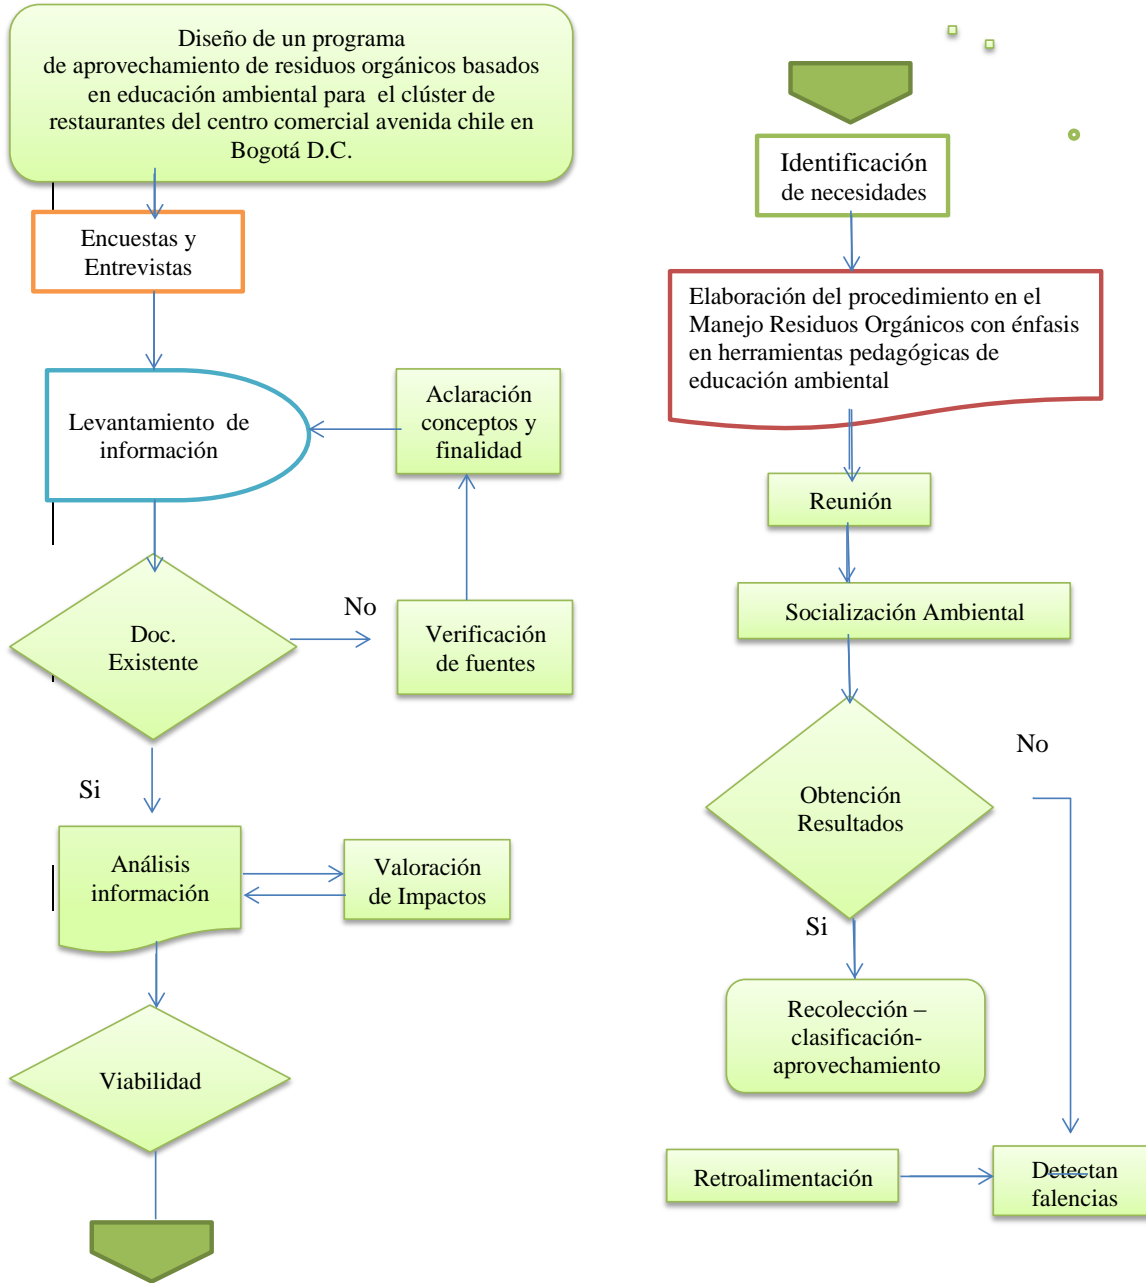 Diseño de un programa
de aprovechamiento de residuos orgánicos basados
en educación ambiental para el clúster de
restaurantes del centro comercial avenida chile en
Bogotá D.C.
Encuestas y
Entrevistas
Levantamiento de
información
Aclaración
conceptos y
finalidad
Doc.
Existente
No
Verificación
de fuentes
Si
Análisis
información
Valoración
de Impactos
Viabilidad
Identificación
de necesidades
Elaboración del procedimiento en el
Manejo Residuos Orgánicos con énfasis
en herramientas pedagógicas de
educación ambiental
Reunión
Socialización Ambiental
Obtención
Resultados
No
Si
Recolección –
clasificación-
aprovechamiento
Retroalimentación
Detectan
falencias